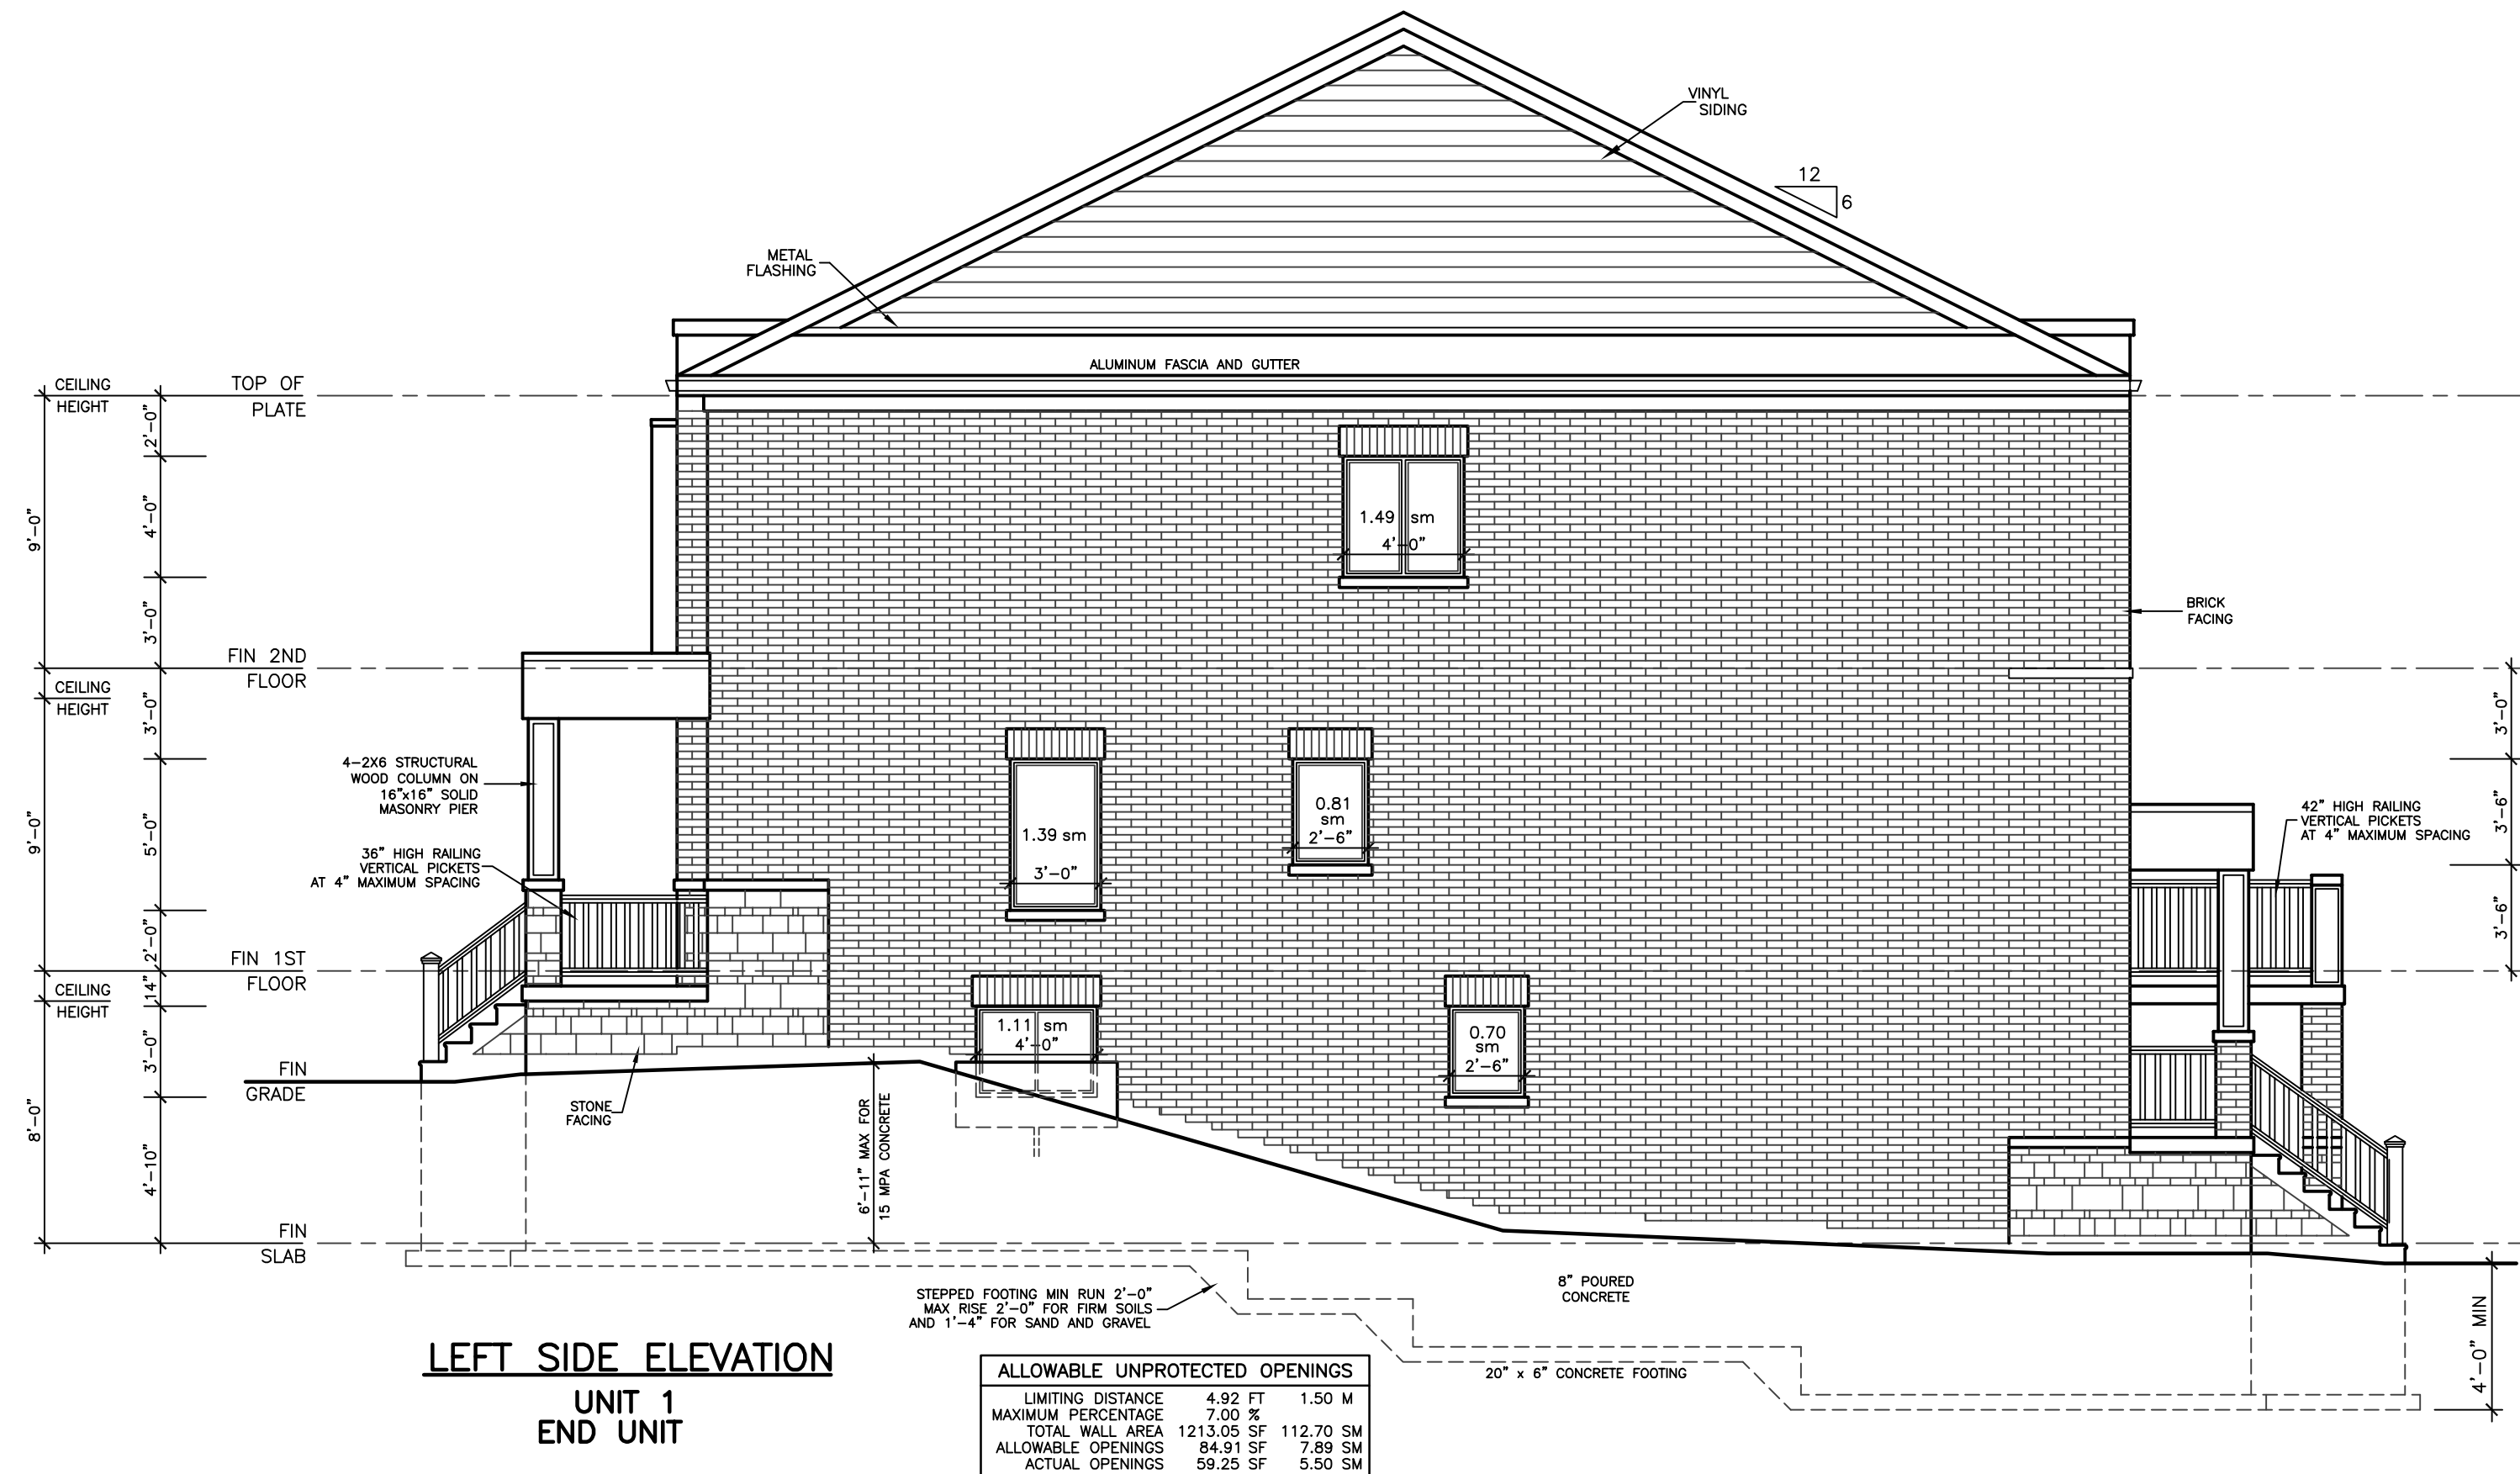 VINYL
SIDING
12
6
METAL
FLASHING
ALUMINUM FASCIA AND GUTTER
CEILING
HEIGHT
TOP OF
PLATE
2'-0"
4'-0"
3'-0"
9'-0"
1.49 sm
4'-0"
BRICK
FACING
FIN 2ND
FLOOR
CEILING
HEIGHT
3'-0"
5'-0"
2'-0"
9'-0"
4-2X6 STRUCTURAL
WOOD COLUMN ON
16"x16" SOLID
MASONRY PIER
36" HIGH RAILING
VERTICAL PICKETS
AT 4" MAXIMUM SPACING
1.39 sm
3'-0"
0.81
sm
2'-6"
42" HIGH RAILING
VERTICAL PICKETS
AT 4" MAXIMUM SPACING
3'-0"
3'-6"
3'-6"
FIN 1ST
FLOOR
CEILING
HEIGHT
14"
3'-0"
4'-10"
8'-0"
1.11 sm
4'-0"
0.70
sm
2'-6"
FIN
GRADE
STONE
FACING
6'-11" MAX FOR
15 MPA CONCRETE
FIN
SLAB
STEPPED FOOTING MIN RUN 2'-0"
MAX RISE 2'-0" FOR FIRM SOILS
AND 1'-4" FOR SAND AND GRAVEL
8" POURED
CONCRETE
20" x 6" CONCRETE FOOTING
4'-0" MIN
LEFT SIDE ELEVATION
UNIT 1
END UNIT
ALLOWABLE UNPROTECTED OPENINGS
LIMITING DISTANCE 4.92 FT 1.50 M
MAXIMUM PERCENTAGE 7.00 %
TOTAL WALL AREA 1213.05 SF 112.70 SM
ALLOWABLE OPENINGS 84.91 SF 7.89 SM
ACTUAL OPENINGS 59.25 SF 5.50 SM